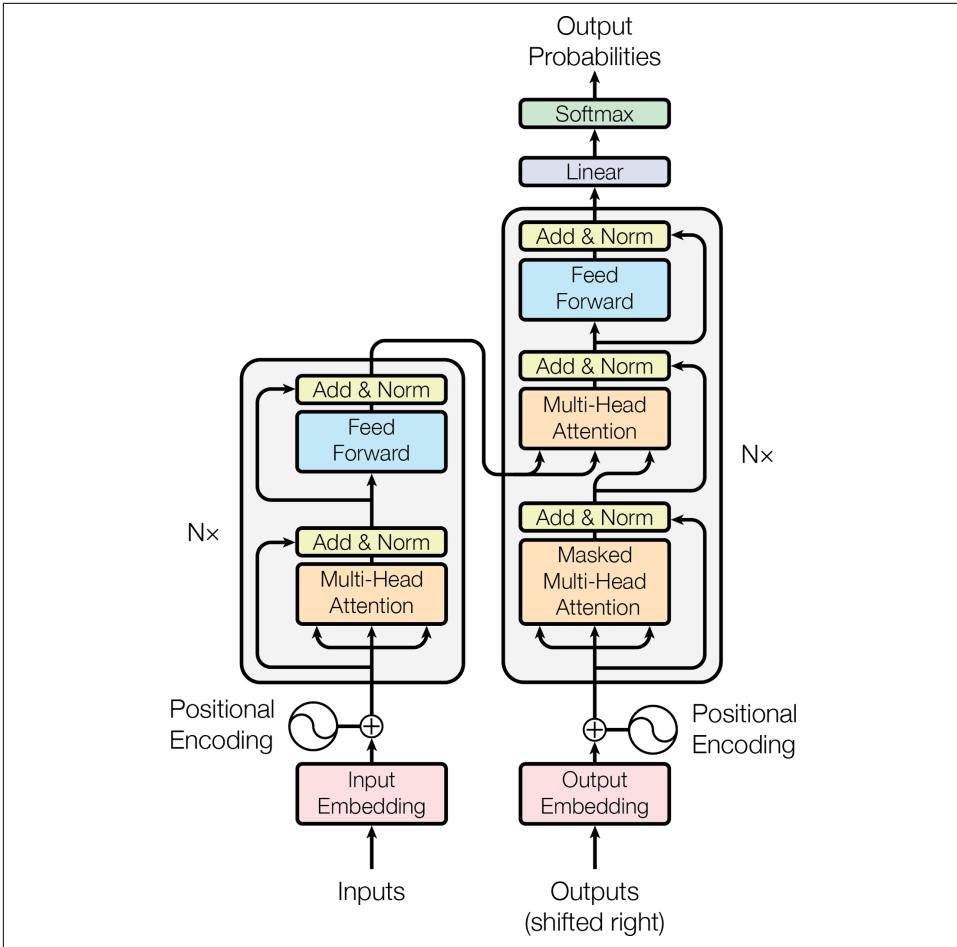 Output
Probabilities
Softmax
Linear
Add & Norm
Feed
Forward
Add & Norm
Multi-Head
Attention
Add & Norm
Masked
Multi-Head
Attention
N×
Add & Norm
Feed
Forward
Add & Norm
Multi-Head
Attention
N×
Positional
Encoding
Positional
Encoding
Input
Embedding
Output
Embedding
Inputs
Outputs
(shifted right)